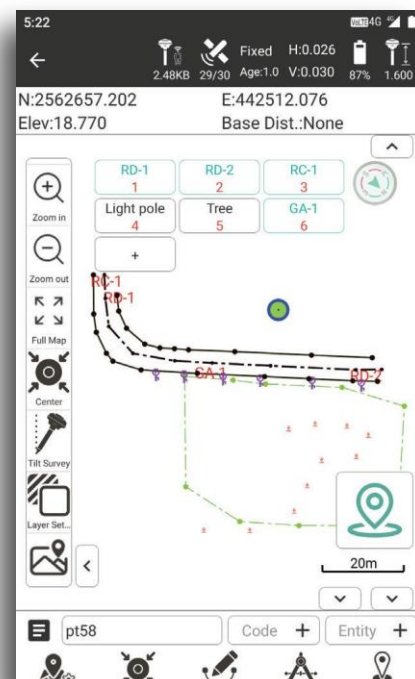 5:22
VoLTE 4G
Fixed H:0.026
2.48KB 29/30 Age:1.0 V:0.030 87% 1.600
N:2562657.202 E:442512.076
Elev:18.770 Base Dist.:None
RD-1 RD-2 RC-1
1 2 3
Light pole Tree GA-1
4 5 6
+
Zoom in
Zoom out
Full Map
Center
Tilt Survey
Layer Set...
RC-1
RD-1
GA-1 RD-2
20m
pt58 Code + Entity +